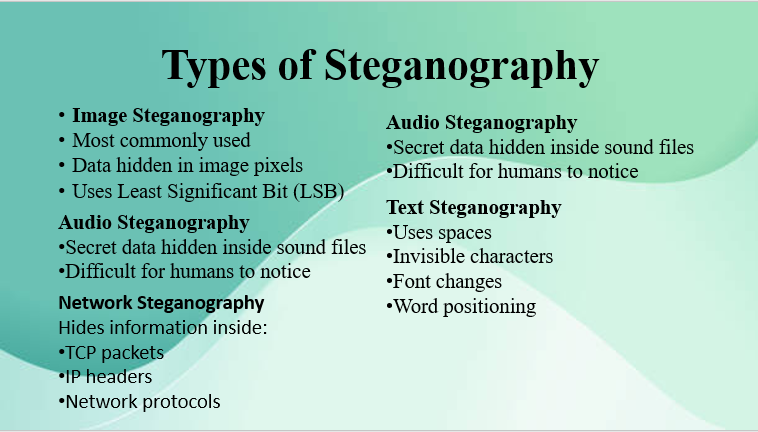 Types of Steganography
• Image Steganography
• Most commonly used
• Data hidden in image pixels
• Uses Least Significant Bit (LSB)
Audio Steganography
•Secret data hidden inside sound files
•Difficult for humans to notice
Network Steganography
Hides information inside:
•TCP packets
•IP headers
•Network protocols
Audio Steganography
•Secret data hidden inside sound files
•Difficult for humans to notice
Text Steganography
•Uses spaces
•Invisible characters
•Font changes
•Word positioning